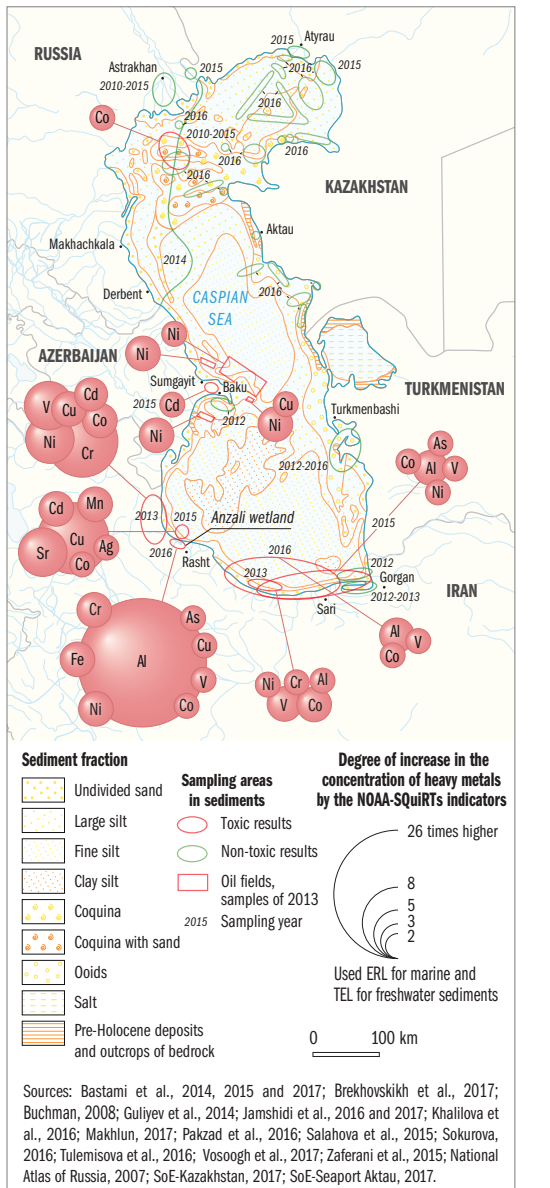 2015
Atyrau
RUSSIA
Astrakhan
2010-2015
2015
2016
2015
2016
Co
2016
2010-2015
2016
2016
2016
KAZAKHSTAN
Makhachkala
Aktau
2014
Derbent
CASPIAN
SEA
2016
Ni
Ni
AZERBAIJAN
Sumgayit
Baku
TURKMENISTAN
V
Cu
Cd
Co
Ni
Cr
2015
Cd
Ni
2012
Cu
Ni
Turkmenbashi
As
Co
Al
V
Ni
2012-2016
Cd
Mn
Cu
Sr
Ag
Co
2013
2015
Anzali wetland
2015
2016
Rasht
2016
2013
2012
Gorgan
2012-2013
IRAN
Sari
Cr
As
Fe
Al
Cu
V
Ni
Co
Al
V
Co
Ni
Cr
Al
V
Co
Sediment fraction
Undivided sand
Large silt
Fine silt
Clay silt
Coquina
Coquina with sand
Ooids
Salt
Pre-Holocene deposits
and outcrops of bedrock
Sampling areas
in sediments
Toxic results
Non-toxic results
Oil fields,
samples of 2013
2015 Sampling year
Degree of increase in the
concentration of heavy metals
by the NOAA-SQuiRTs indicators
26 times higher
8
5
3
2
Used ERL for marine and
TEL for freshwater sediments
0 100 km
Sources: Bastami et al., 2014, 2015 and 2017; Brekhovskikh et al., 2017;
Buchman, 2008; Guliyev et al., 2014; Jamshidi et al., 2016 and 2017; Khalilova et
al., 2016; Makhlun, 2017; Pakzad et al., 2016; Salahova et al., 2015; Sokurova,
2016; Tulemisova et al., 2016; Vosoogh et al., 2017; Zaferani et al., 2015; National
Atlas of Russia, 2007; SoE-Kazakhstan, 2017; SoE-Seaport Aktau, 2017.